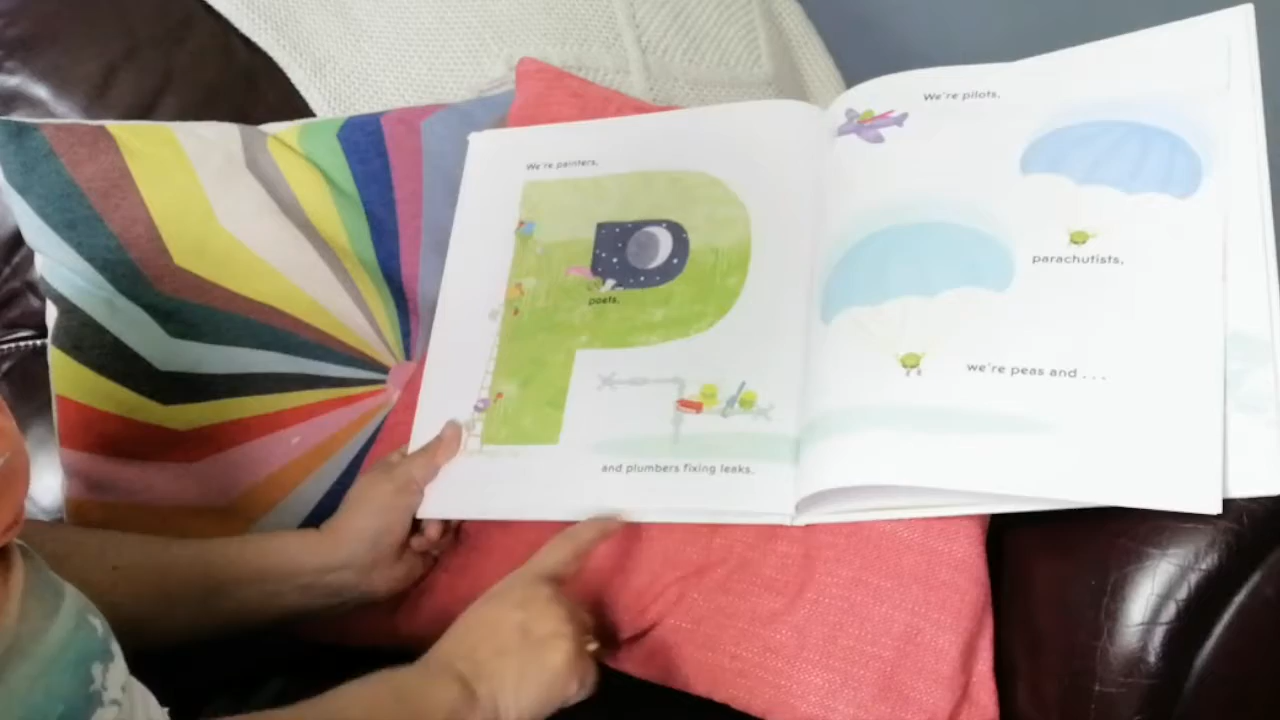 We're painters,
P
poets,
and plumbers fixing leaks.
We're pilots,
parachutists,
we're peas and . . .